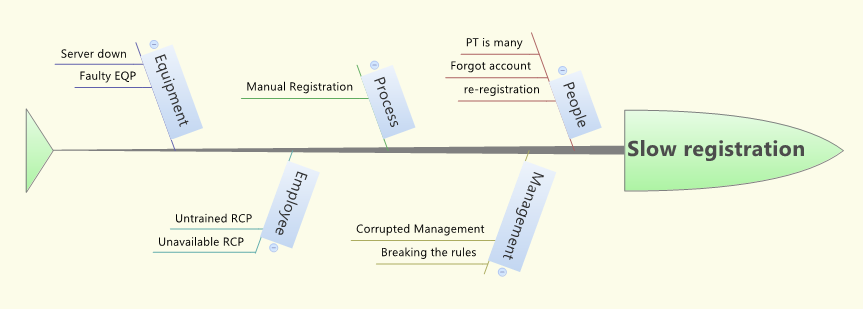 Server down
Faulty EQP
Equipment
Manual Registration
Process
PT is many
Forgot account
re-registration
People
Slow registration
Untrained RCP
Unavailable RCP
Employee
Corrupted Management
Breaking the rules
Management